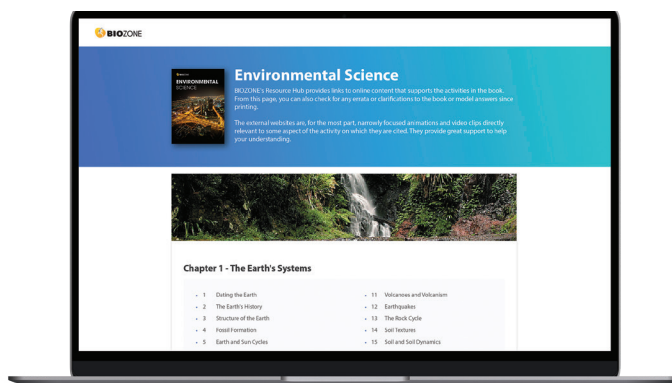 BIOZONE
ENVIRONMENTAL
SCIENCE
Environmental Science
BIOZONE's Resource Hub provides links to online content that supports the activities in the book.
From this page, you can also check for any errata or clarifications to the book or model answers since
printing.
The external websites are, for the most part, narrowly focused animations and video clips directly
relevant to some aspect of the activity on which they are cited. They provide great support to help
your understanding.
Chapter 1 - The Earth's Systems
• 1 Dating the Earth
• 2 The Earth's History
• 3 Structure of the Earth
• 4 Fossil Formation
• 5 Earth and Sun Cycles
• 11 Volcanoes and Volcanism
• 12 Earthquakes
• 13 The Rock Cycle
• 14 Soil Textures
• 15 Soil and Soil Dynamics